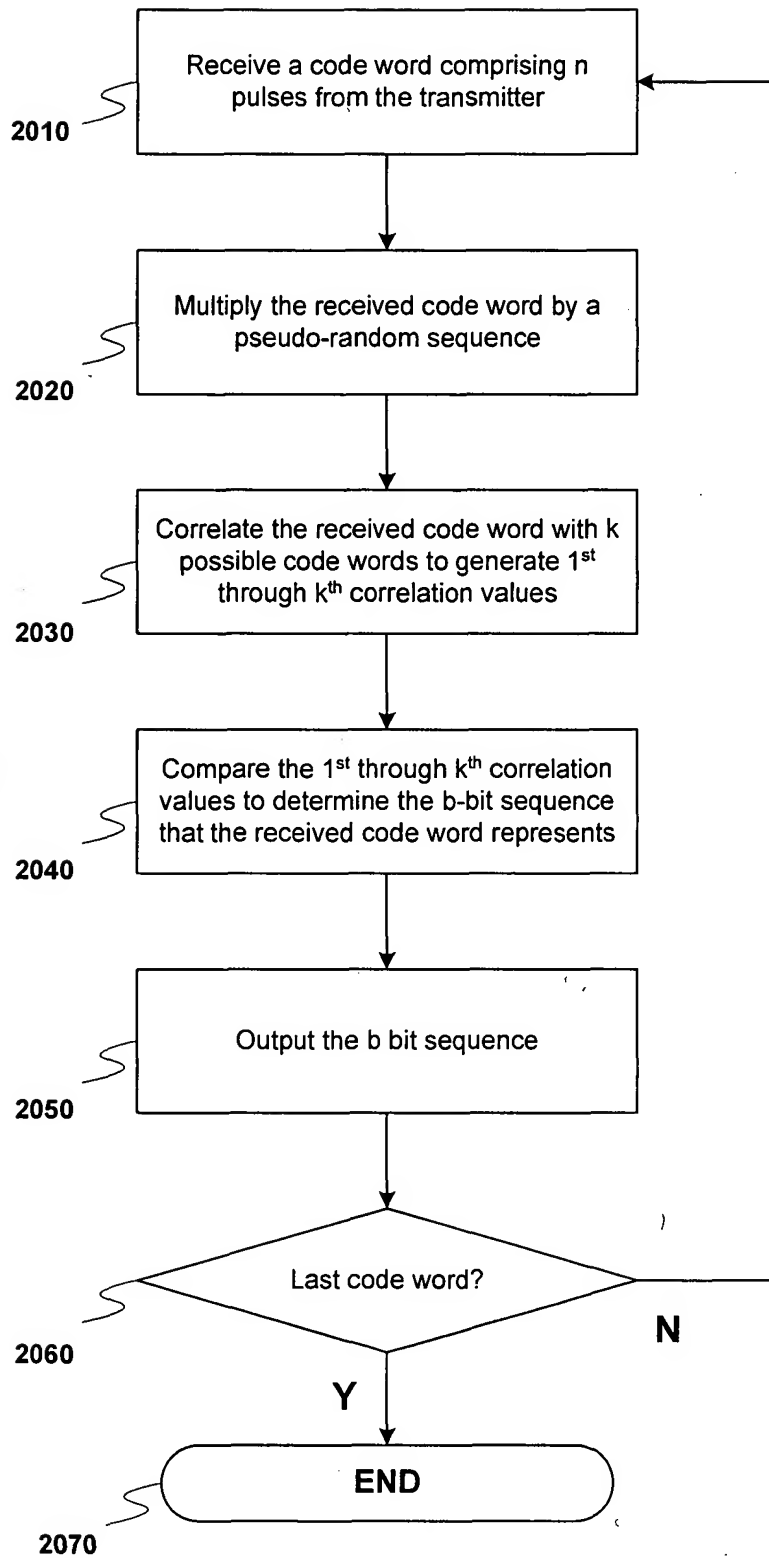 Receive a code word comprising n
pulses from the transmitter
2010
Multiply the received code word by a
pseudo-random sequence
2020
Correlate the received code word with k
possible code words to generate 1st
through kth correlation values
2030
Compare the 1st through kth correlation
values to determine the b-bit sequence
that the received code word represents
2040
Output the b bit sequence
2050
Last code word?
2060
N
Y
END
2070